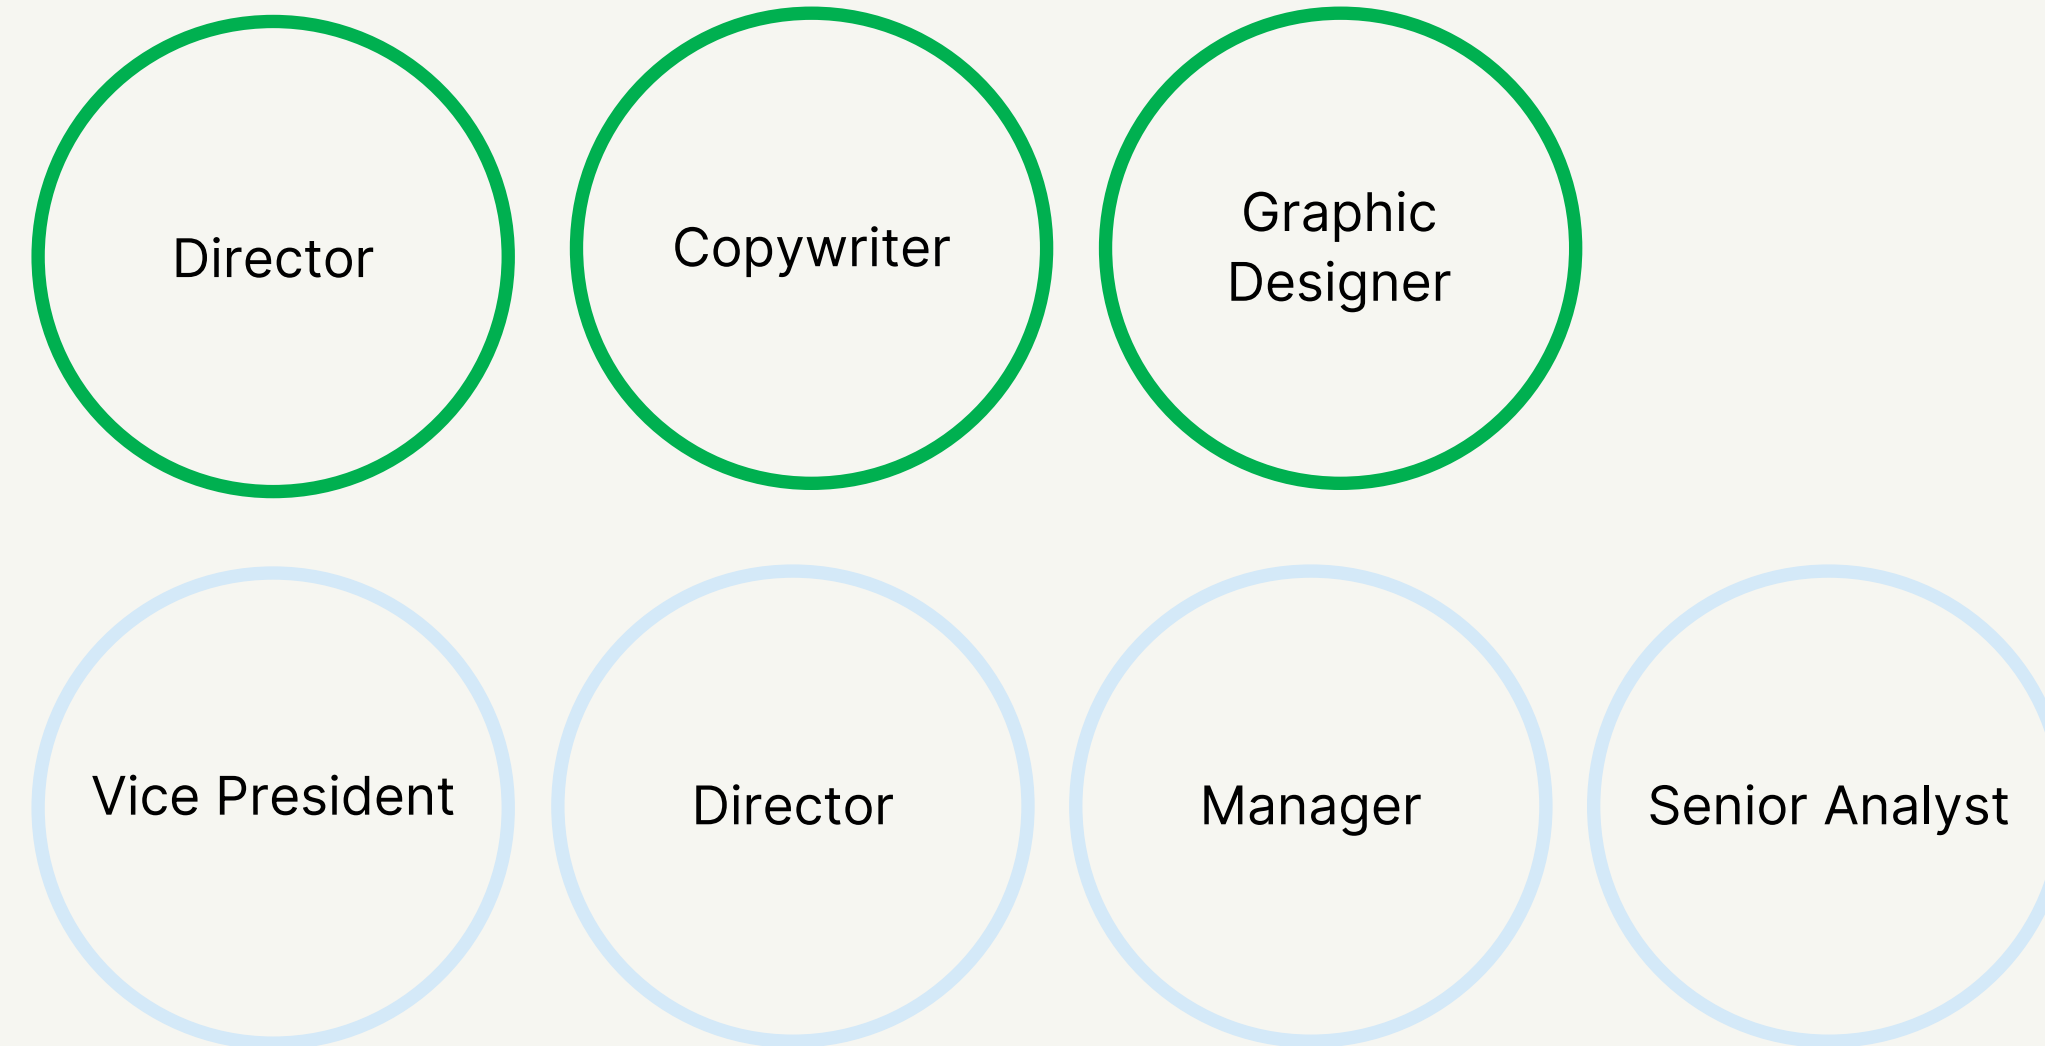 Director
Copywriter
Graphic
Designer
Vice President
Director
Manager
Senior Analyst